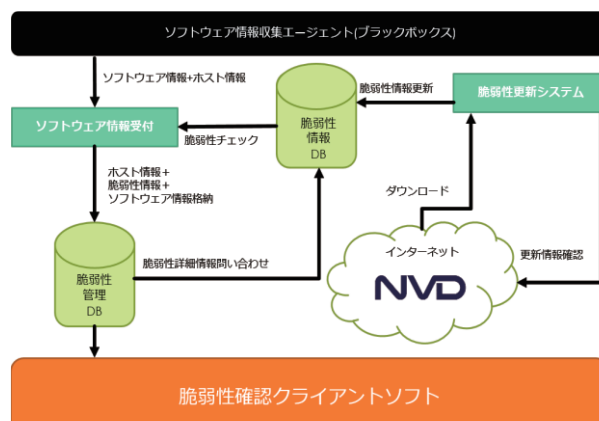 ソフトウェア情報収集エージェント(ブラックボックス)
ソフトウェア情報+ホスト情報
脆弱性情報更新
脆弱性更新システム
ソフトウェア情報受付
脆弱性チェック
脆弱性
情報
DB
ホスト情報＋
脆弱性情報＋
ソフトウェア情報格納
ダウンロード
脆弱性詳細情報問い合わせ
インターネット
NVD
更新情報確認
脆弱性
管理
DB
脆弱性確認クライアントソフト